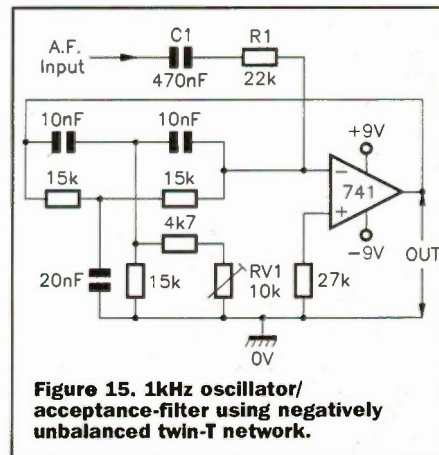 A.F.
Input
C1
470nF
R1
22k
10nF
10nF
15k
15k
4k7
20nF
15k
RV1
10k
27k
+9V
741
−
+
-9V
OUT
0V
Figure 15. 1kHz oscillator/
acceptance-filter using negatively
unbalanced twin-T network.